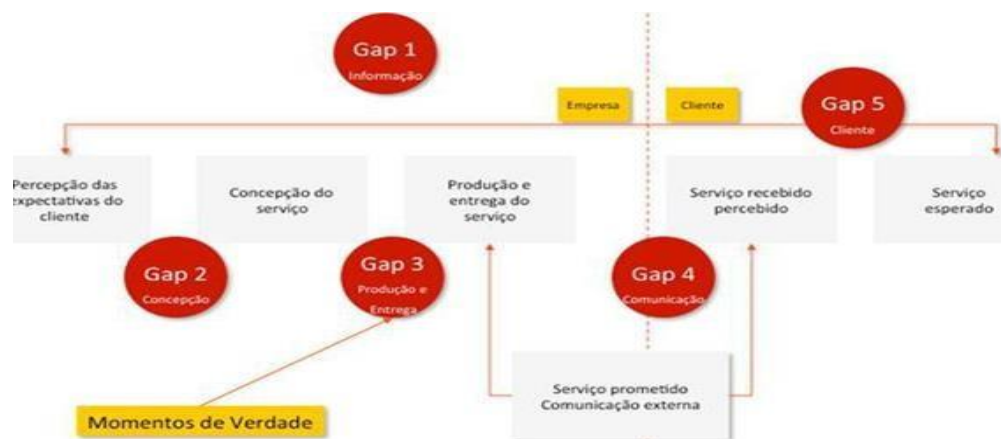 Gap 1
Informação
Empresa
Cliente
Gap 5
Cliente
Percepção das
expectativas do
cliente
Concepção do
serviço
Produção e
entrega do
serviço
Serviço recebido
percebido
Serviço
esperado
Gap 2
Concepção
Gap 3
Produção e
Entrega
Gap 4
Comunicação
Serviço prometido
Comunicação externa
Momentos de Verdade